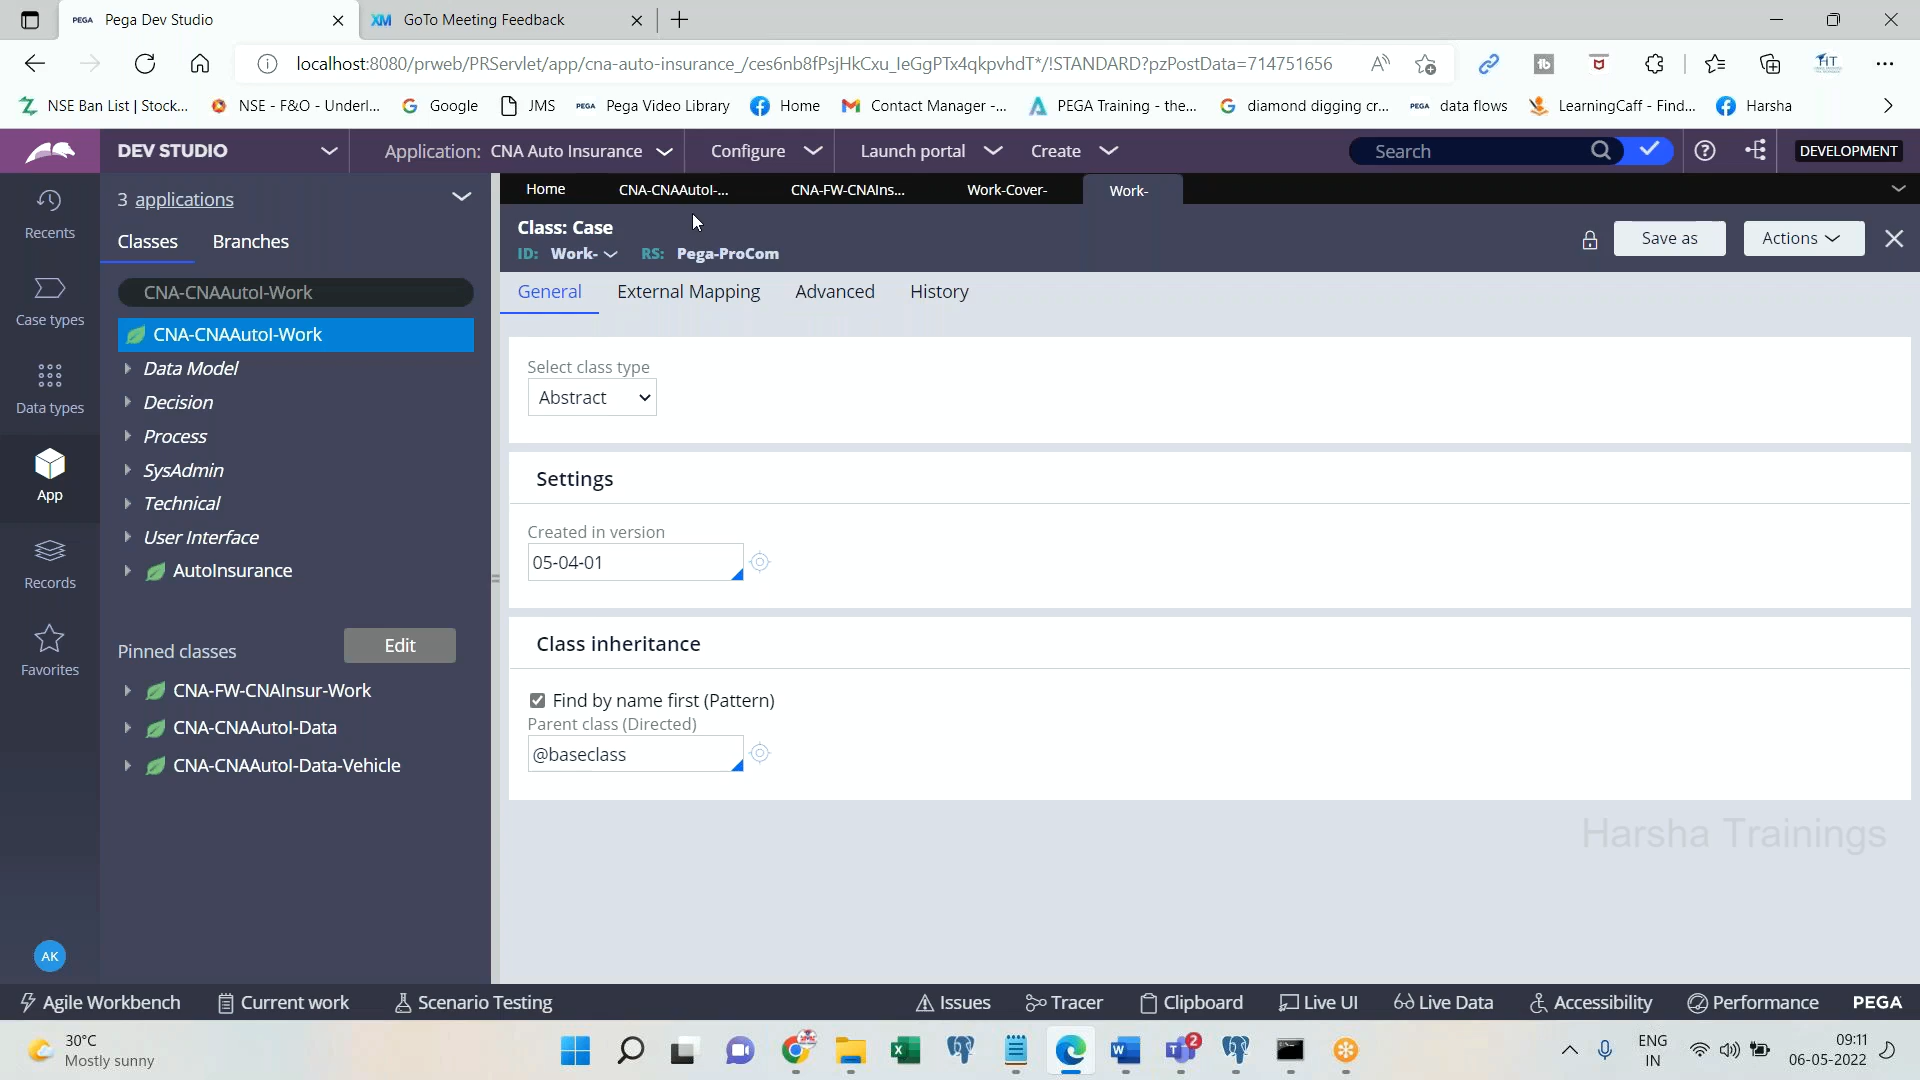 PEGA Pega Dev Studio
XM GoTo Meeting Feedback
localhost:8080/prweb/PRServlet/app/cna-auto-insurance_/ces6nb8fPsjHkCxu_IeGgPTx4qkpvhdT*/!STANDARD?pzPostData=714751656
NSE Ban List | Stock...
NSE - F&O - Underl...
Google
JMS
PEGA Pega Video Library
Home
Contact Manager -...
PEGA Training - the...
diamond digging cr...
PEGA data flows
LearningCaff - Find...
Harsha
DEV STUDIO
Application: CNA Auto Insurance
Configure
Launch portal
Create
Search
DEVELOPMENT
Recents
Case types
Data types
App
Records
Favorites
AK
3 applications
Classes
Branches
CNA-CNAAutoI-Work
CNA-CNAAutoI-Work
Data Model
Decision
Process
SysAdmin
Technical
User Interface
AutoInsurance
Pinned classes
Edit
CNA-FW-CNAInsur-Work
CNA-CNAAutoI-Data
CNA-CNAAutoI-Data-Vehicle
Home
CNA-CNAAutoI-...
CNA-FW-CNAIns...
Work-Cover-
Work-
Class: Case
ID: Work-
RS: Pega-ProCom
Save as
Actions
General
External Mapping
Advanced
History
Select class type
Abstract
Settings
Created in version
05-04-01
Class inheritance
Find by name first (Pattern)
Parent class (Directed)
@baseclass
Harsha Trainings
Agile Workbench
Current work
Scenario Testing
Issues
Tracer
Clipboard
Live UI
Live Data
Accessibility
Performance
PEGA
30°C
Mostly sunny
2
ENG
IN
09:11
06-05-2022